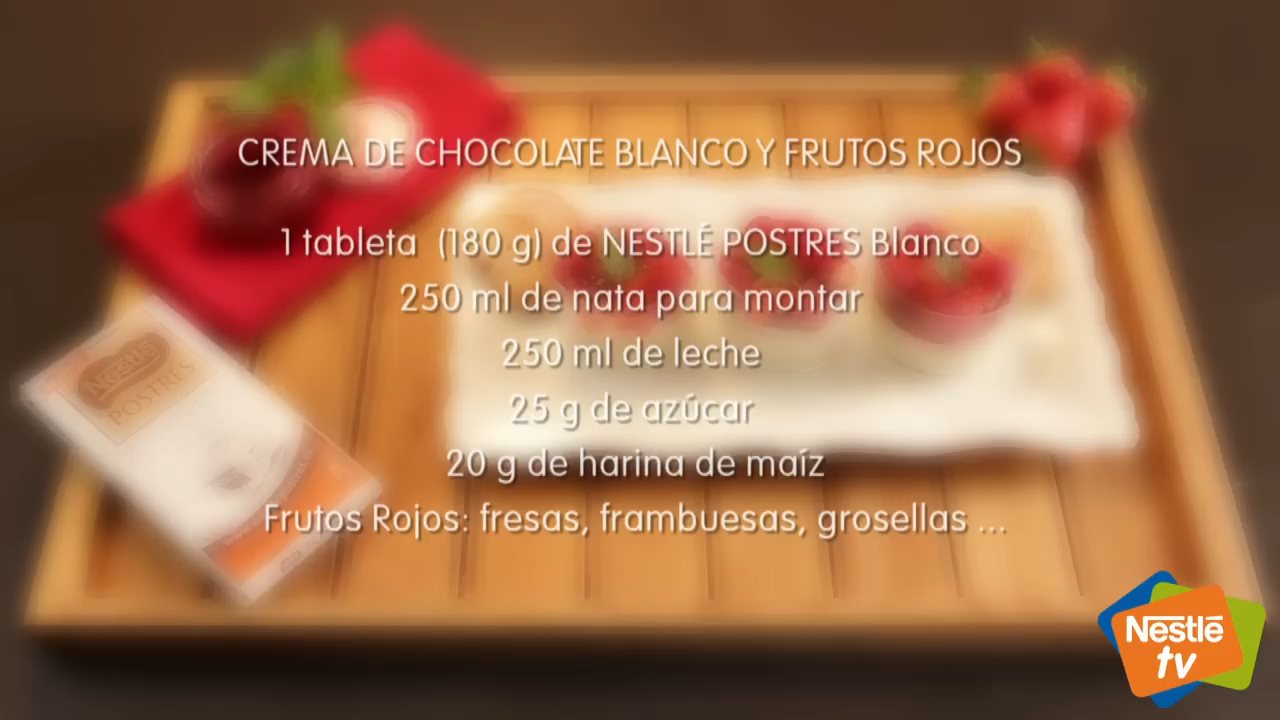 CREMA DE CHOCOLATE BLANCO Y FRUTOS ROJOS
1 tableta (180 g) de NESTLÉ POSTRES Blanco
250 ml de nata para montar
250 ml de leche
25 g de azúcar
20 g de harina de maíz
Frutos Rojos: fresas, frambuesas, grosellas ...
Nestlé
POSTRES
Nestlé
tv